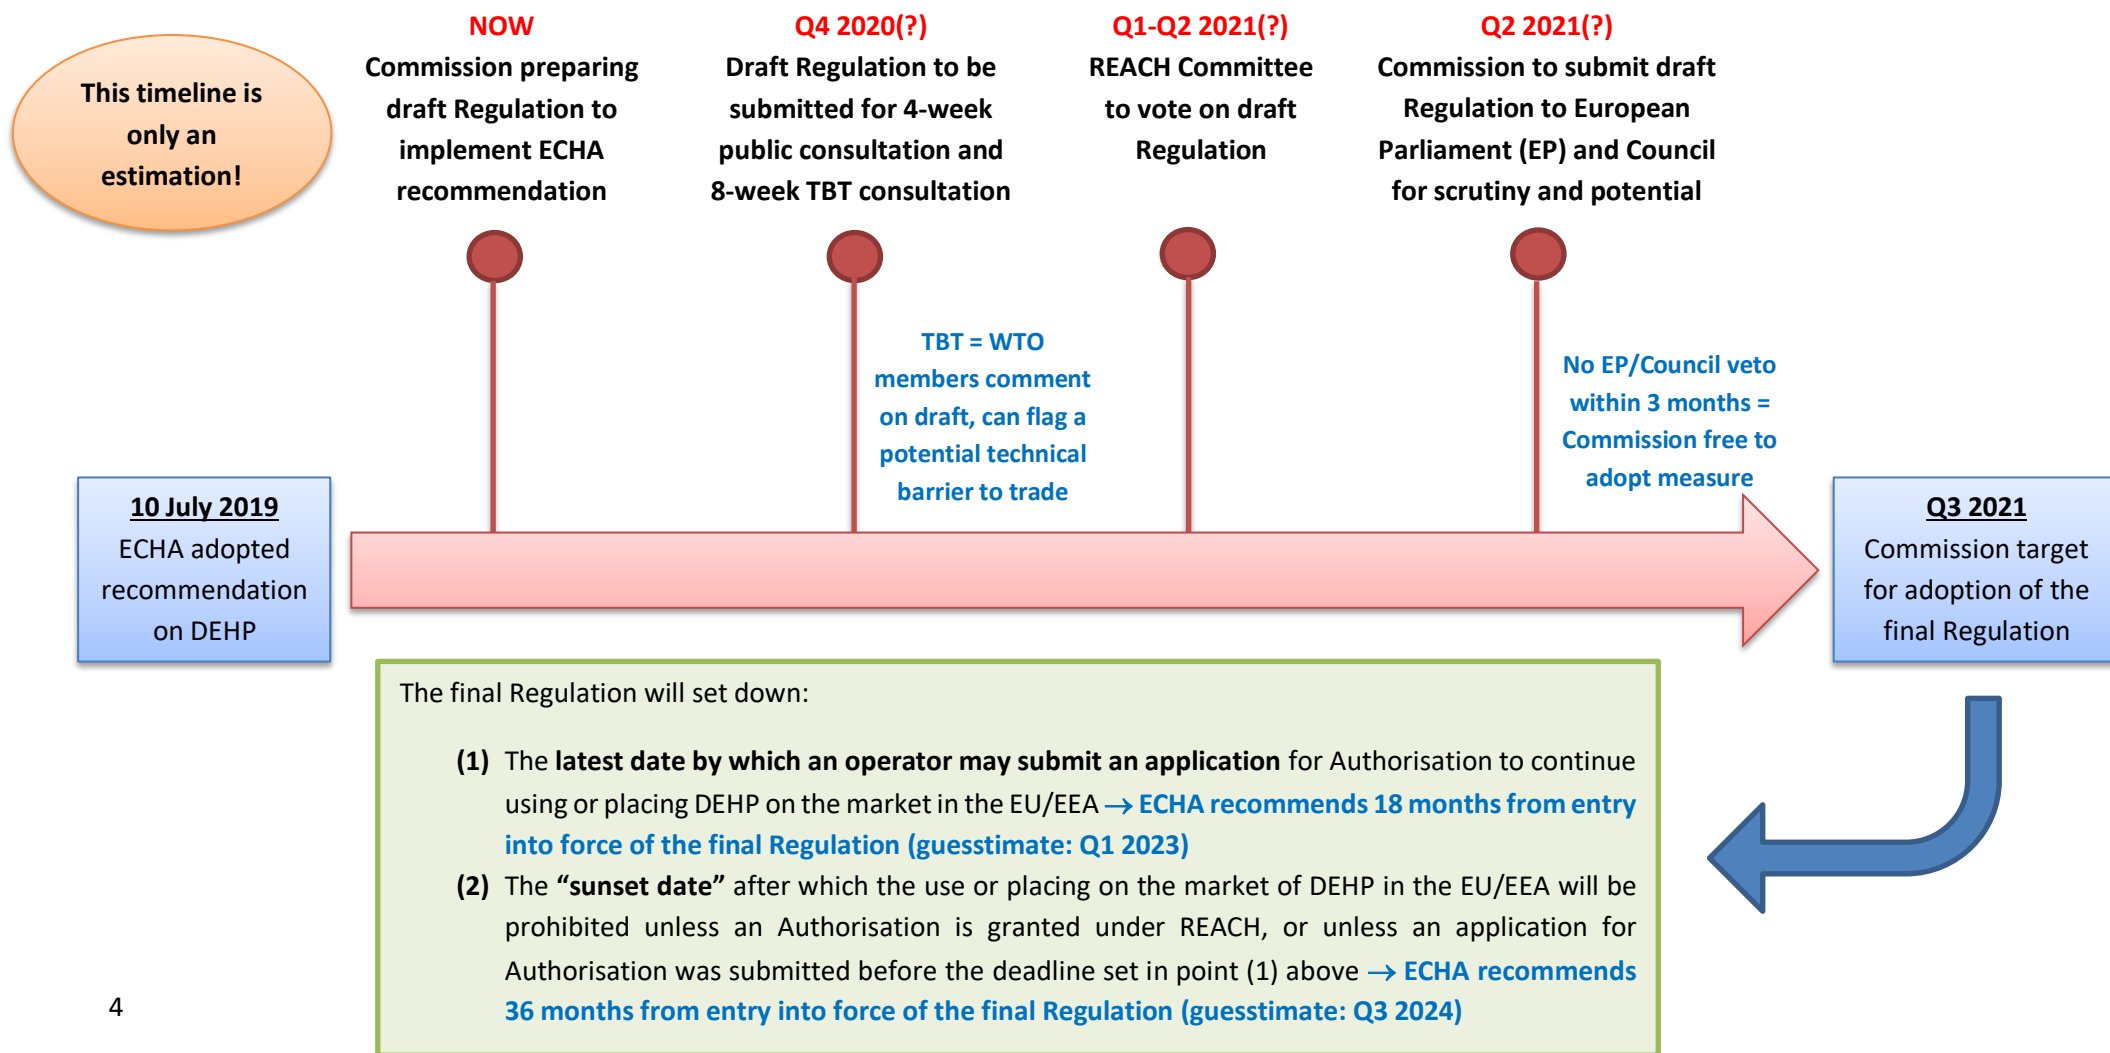 This timeline is
only an
estimation!
NOW
Commission preparing
draft Regulation to
implement ECHA
recommendation
Q4 2020(?)
Draft Regulation to be
submitted for 4-week
public consultation and
8-week TBT consultation
Q1-Q2 2021(?)
REACH Committee
to vote on draft
Regulation
Q2 2021(?)
Commission to submit draft
Regulation to European
Parliament (EP) and Council
for scrutiny and potential
TBT = WTO
members comment
on draft, can flag a
potential technical
barrier to trade
No EP/Council veto
within 3 months =
Commission free to
adopt measure
10 July 2019
ECHA adopted
recommendation
on DEHP
Q3 2021
Commission target
for adoption of the
final Regulation
The final Regulation will set down:
(1) The latest date by which an operator may submit an application for Authorisation to continue
using or placing DEHP on the market in the EU/EEA → ECHA recommends 18 months from entry
into force of the final Regulation (guesstimate: Q1 2023)
(2) The “sunset date” after which the use or placing on the market of DEHP in the EU/EEA will be
prohibited unless an Authorisation is granted under REACH, or unless an application for
Authorisation was submitted before the deadline set in point (1) above → ECHA recommends
36 months from entry into force of the final Regulation (guesstimate: Q3 2024)
4